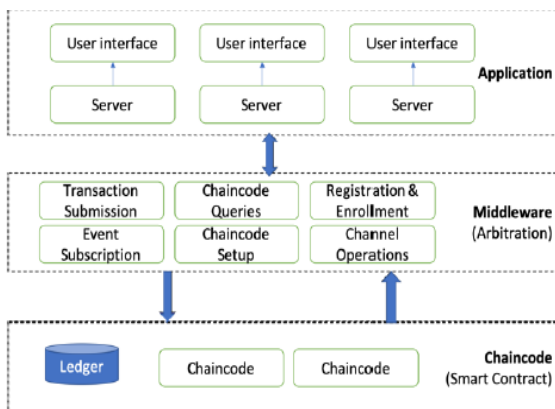 User interface
User interface
User interface
Application
Server
Server
Server
Transaction
Submission
Chaincode
Queries
Registration &
Enrollment
Middleware
(Arbitration)
Event
Subscription
Chaincode
Setup
Channel
Operations
Ledger
Chaincode
Chaincode
Chaincode
(Smart Contract)